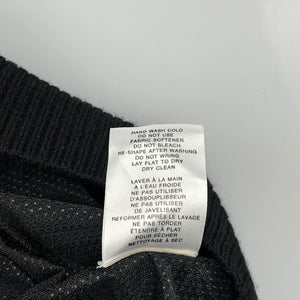 HAND WASH COLD
DO NOT USE
FABRIC SOFTENER
DO NOT BLEACH
RE-SHAPE AFTER WASHING
DO NOT WRING
LAY FLAT TO DRY
DRY CLEAN
LAVER À LA MAIN
À L'EAU FROIDE
NE PAS UTILISER
D'ASSOUPLISSEUR
NE PAS UTILISER
DE JAVELISANT
REFORMER APRÈS LE LAVAGE
NE PAS TORDRE
ÉTENDRE À PLAT
POUR SÉCHER
NETTOYAGE À SEC